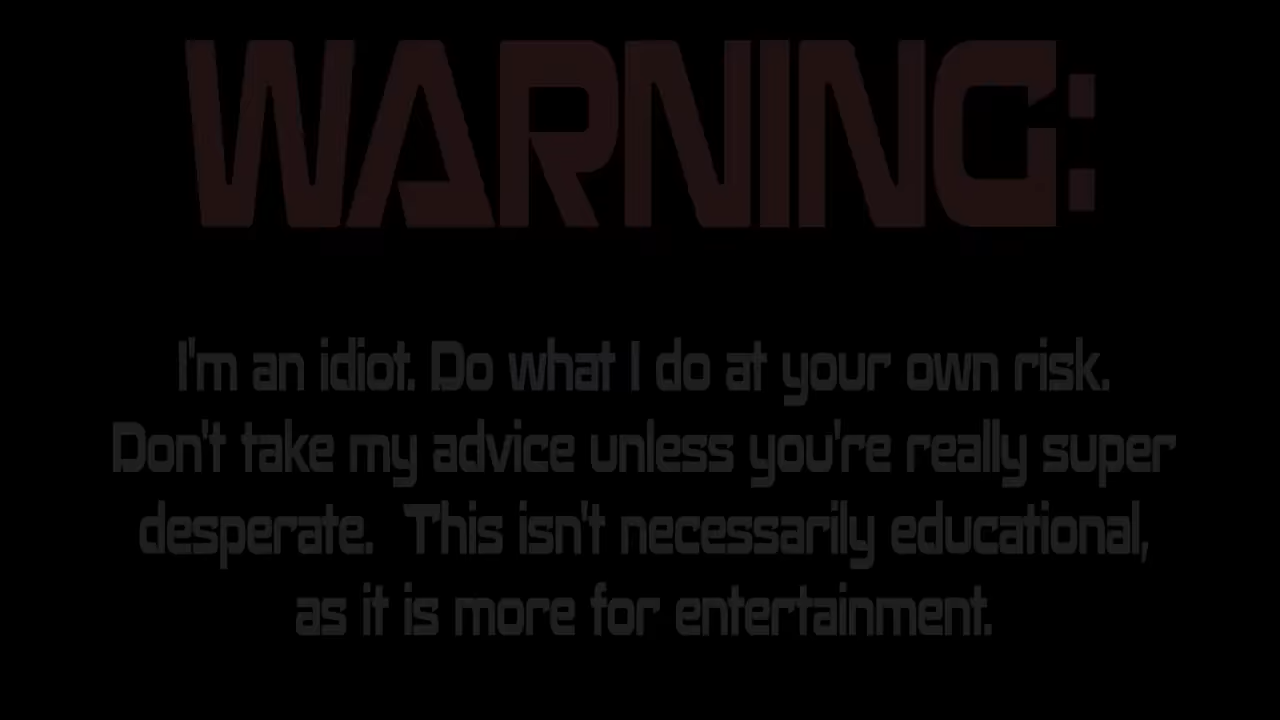 WARNING:
I'm an idiot. Do what I do at your own risk.
Don't take my advice unless you're really super
desperate.  This isn't necessarily educational,
as it is more for entertainment.